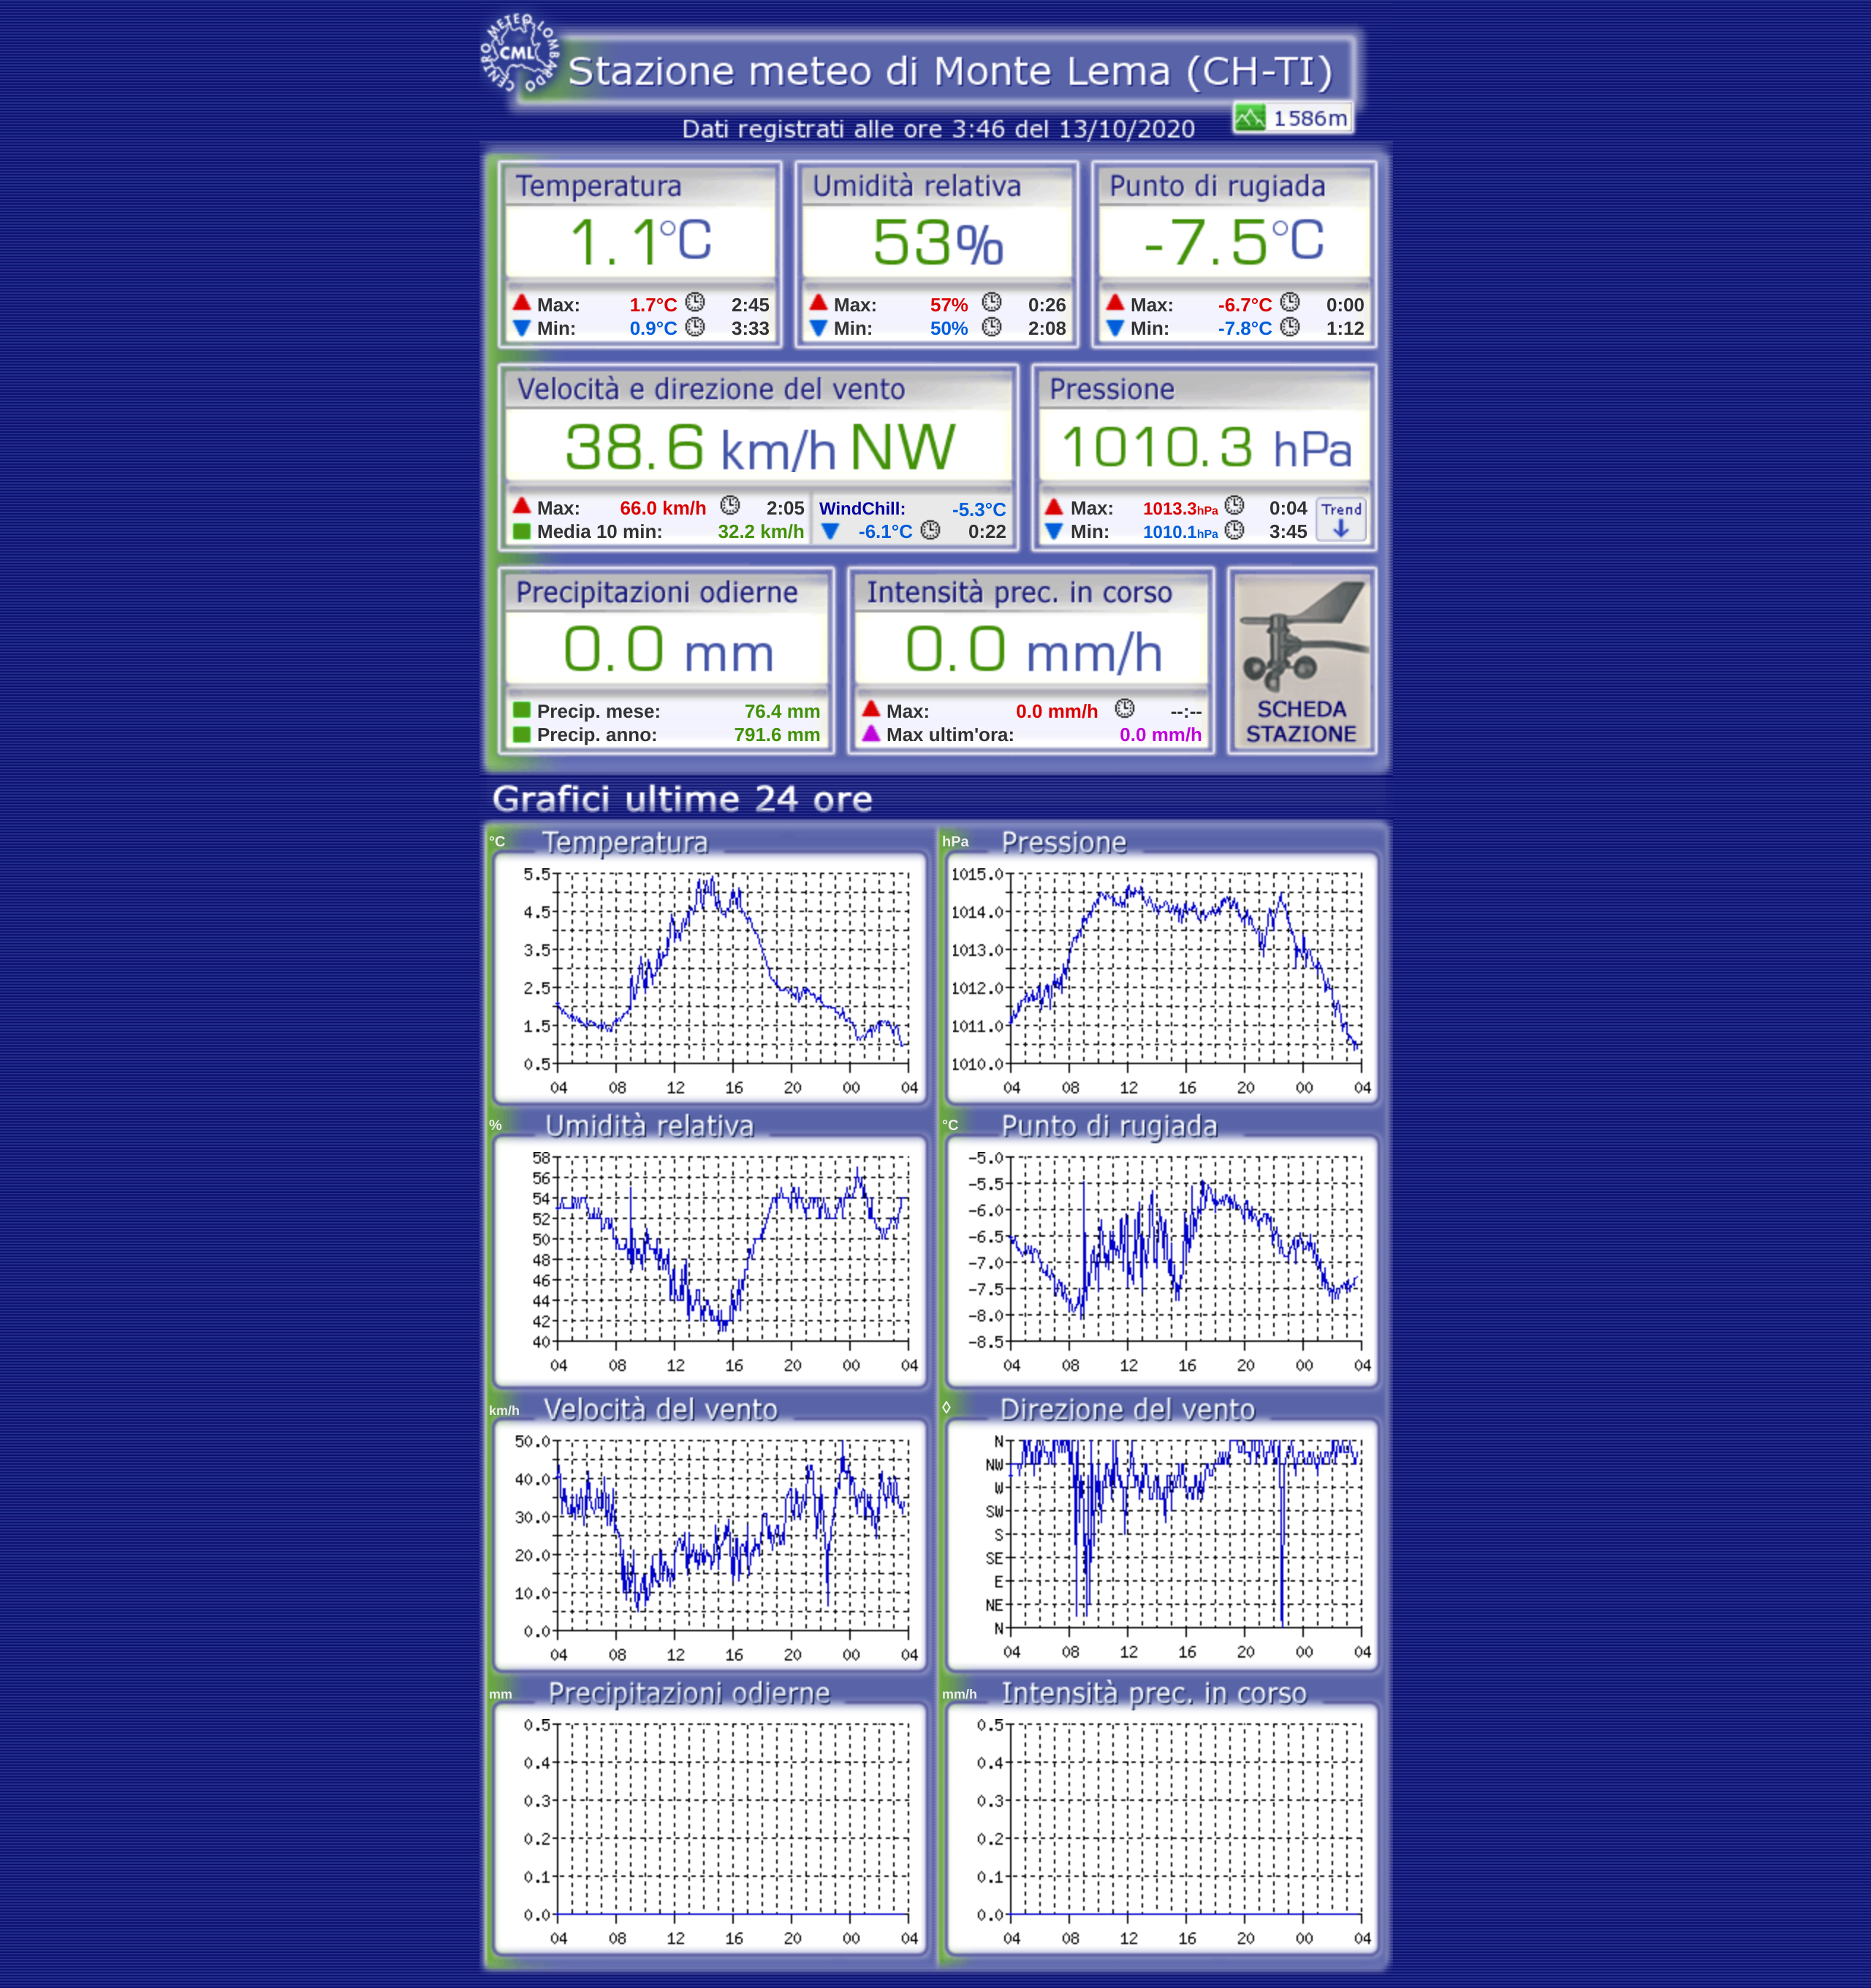 CENTRO METEO LOMBARDO
CML
Stazione meteo di Monte Lema (CH-TI)
1586m
Dati registrati alle ore 3:46 del 13/10/2020
Temperatura
1.1°C
Max: 1.7°C 2:45
Min: 0.9°C 3:33
Umidità relativa
53%
Max: 57% 0:26
Min: 50% 2:08
Punto di rugiada
-7.5°C
Max: -6.7°C 0:00
Min: -7.8°C 1:12
Velocità e direzione del vento
38.6 km/h NW
Max: 66.0 km/h 2:05
Media 10 min: 32.2 km/h
WindChill: -5.3°C
-6.1°C 0:22
Pressione
1010.3 hPa
Max: 1013.3hPa 0:04
Min: 1010.1hPa 3:45
Trend
Precipitazioni odierne
0.0 mm
Precip. mese: 76.4 mm
Precip. anno: 791.6 mm
Intensità prec. in corso
0.0 mm/h
Max: 0.0 mm/h --:--
Max ultim'ora: 0.0 mm/h
SCHEDA
STAZIONE
Grafici ultime 24 ore
°C Temperatura
5.5
4.5
3.5
2.5
1.5
0.5
04 08 12 16 20 00 04
hPa Pressione
1015.0
1014.0
1013.0
1012.0
1011.0
1010.0
04 08 12 16 20 00 04
% Umidità relativa
58
56
54
52
50
48
46
44
42
40
04 08 12 16 20 00 04
°C Punto di rugiada
-5.0
-5.5
-6.0
-6.5
-7.0
-7.5
-8.0
-8.5
04 08 12 16 20 00 04
km/h Velocità del vento
50.0
40.0
30.0
20.0
10.0
0.0
04 08 12 16 20 00 04
◊ Direzione del vento
N
NW
W
SW
S
SE
E
NE
N
04 08 12 16 20 00 04
mm Precipitazioni odierne
0.5
0.4
0.3
0.2
0.1
0.0
04 08 12 16 20 00 04
mm/h Intensità prec. in corso
0.5
0.4
0.3
0.2
0.1
0.0
04 08 12 16 20 00 04